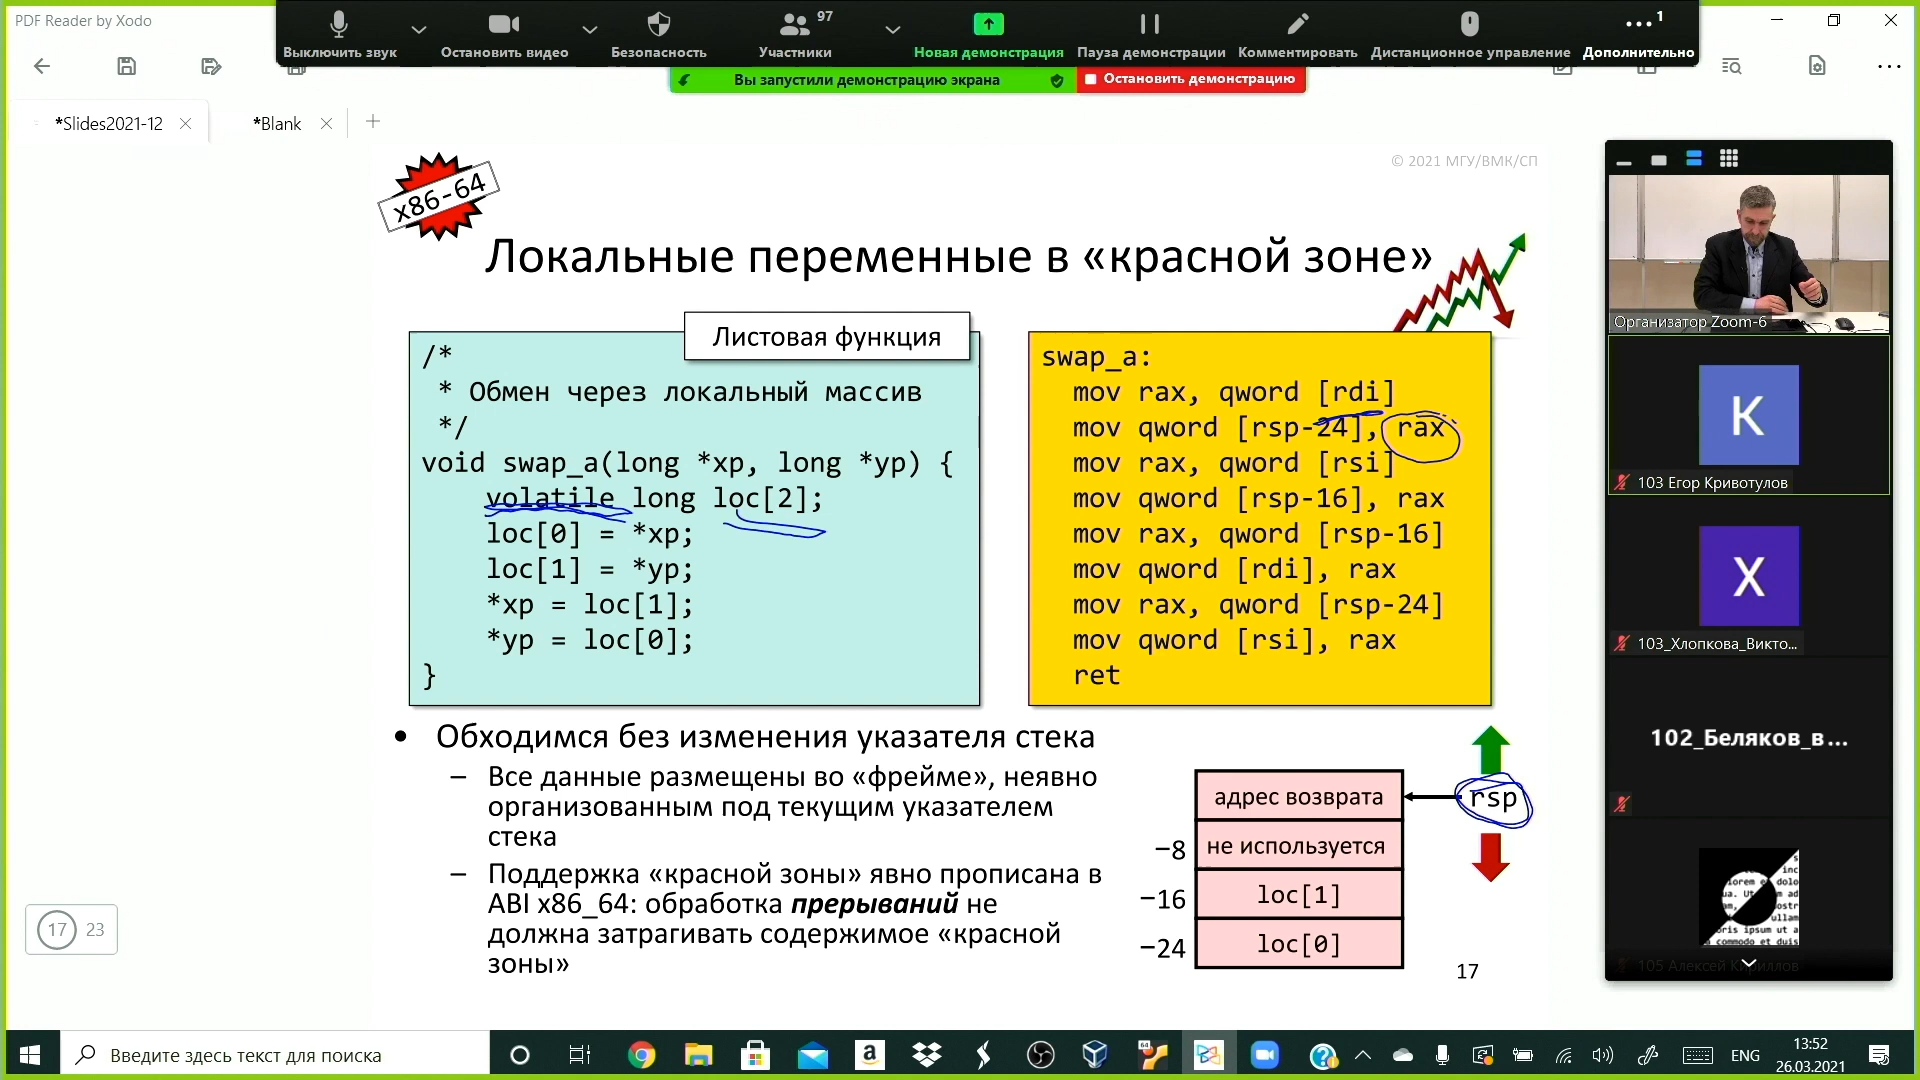 PDF Reader by Xodo
Выключить звук
Остановить видео
Безопасность
97
Участники
Новая демонстрация
Пауза демонстрации
Комментировать
Дистанционное управление
1
Дополнительно
Вы запустили демонстрацию экрана
Остановить демонстрацию
*Slides2021-12
*Blank
© 2021 МГУ/ВМК/СП
x86-64
Локальные переменные в «красной зоне»
Листовая функция
/*
* Обмен через локальный массив
*/
void swap_a(long *xp, long *yp) {
volatile long loc[2];
loc[0] = *xp;
loc[1] = *yp;
*xp = loc[1];
*yp = loc[0];
}
swap_a:
mov rax, qword [rdi]
mov qword [rsp-24], rax
mov rax, qword [rsi]
mov qword [rsp-16], rax
mov rax, qword [rsp-16]
mov qword [rdi], rax
mov rax, qword [rsp-24]
mov qword [rsi], rax
ret
• Обходимся без изменения указателя стека
– Все данные размещены во «фрейме», неявно
организованным под текущим указателем
стека
– Поддержка «красной зоны» явно прописана в
ABI x86_64: обработка прерываний не
должна затрагивать содержимое «красной
зоны»
адрес возврата
rsp
−8
не используется
−16
loc[1]
−24
loc[0]
17
17
23
Организатор Zoom-6
К
103 Егор Кривотулов
Х
103_Хлопкова_Викто...
102_Беляков_в...
105 Алексей Кириллов
Введите здесь текст для поиска
ENG
13:52
26.03.2021